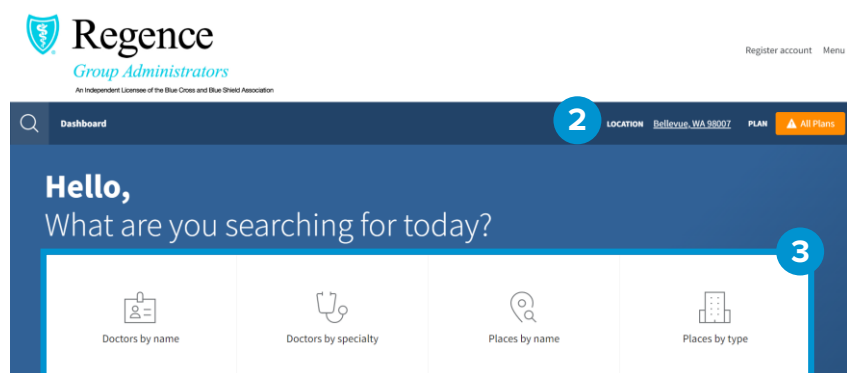 Regence
Group Administrators
An Independent Licensee of the Blue Cross and Blue Shield Association
Register account Menu
Dashboard
2 LOCATION Bellevue, WA 98007 PLAN All Plans
Hello,
What are you searching for today?
3
Doctors by name Doctors by specialty Places by name Places by type